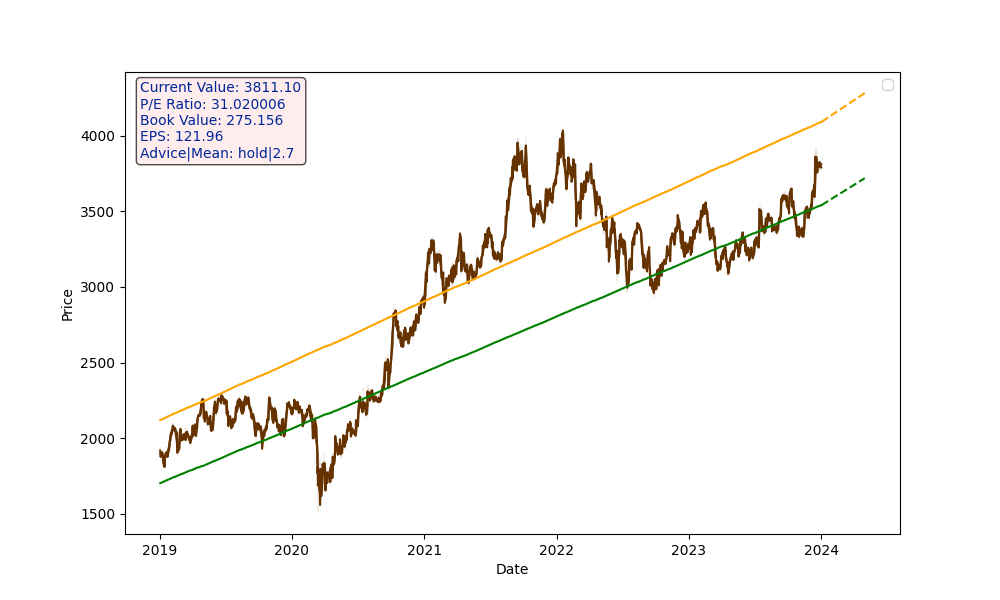 Current Value: 3811.10
P/E Ratio: 31.020006
Book Value: 275.156
EPS: 121.96
Advice|Mean: hold|2.7
4000
3500
3000
2500
2000
1500
Price
2019 2020 2021 2022 2023 2024
Date